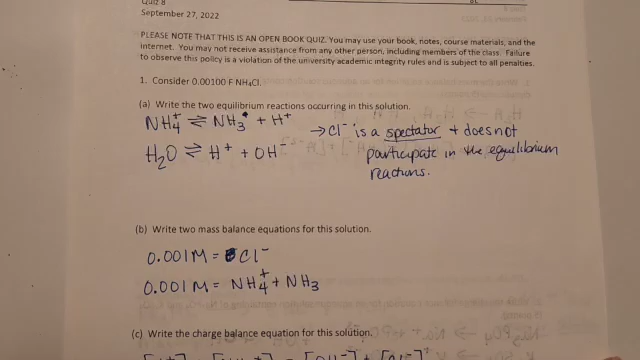 Quiz 8
September 27, 2022
PLEASE NOTE THAT THIS IS AN OPEN BOOK QUIZ. You may use your book, notes, course materials, and the
internet. You may not receive assistance from any other person, including members of the class. Failure
to observe this policy is a violation of the university academic integrity rules and is subject to all penalties.
1. Consider 0.00100 F NH₄Cl.
(a) Write the two equilibrium reactions occurring in this solution.
NH₄⁺ ⇌ NH₃ + H⁺
→ Cl⁻ is a spectator + does not
H₂O ⇌ H⁺ + OH⁻
participate in the equilibrium
reactions.
(b) Write two mass balance equations for this solution.
0.001M = Cl⁻
0.001M = NH₄⁺ + NH₃
(c) Write the charge balance equation for this solution.